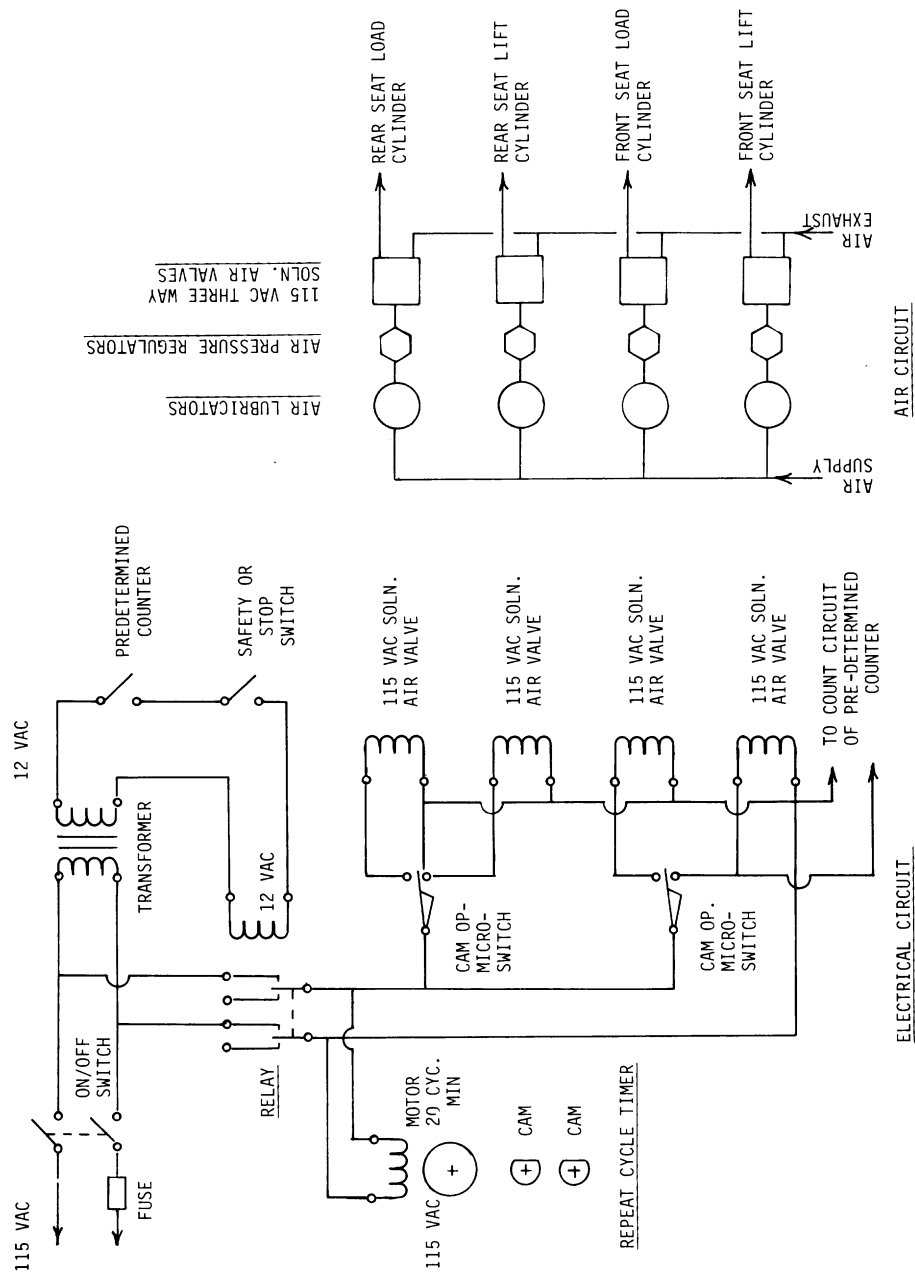 115 VAC
FUSE
ON/OFF
SWITCH
TRANSFORMER
12 VAC
PREDETERMINED
COUNTER
SAFETY OR
STOP
SWITCH
12 VAC
RELAY
115 VAC
MOTOR
20 CYC.
MIN
CAM
CAM
REPEAT CYCLE TIMER
CAM OP-
MICRO-
SWITCH
CAM OP.
MICRO-
SWITCH
115 VAC SOLN.
AIR VALVE
115 VAC SOLN.
AIR VALVE
115 VAC SOLN.
AIR VALVE
115 VAC SOLN.
AIR VALVE
TO COUNT CIRCUIT
OF PRE-DETERMINED
COUNTER
ELECTRICAL CIRCUIT
AIR
SUPPLY
AIR LUBRICATORS
AIR PRESSURE REGULATORS
115 VAC THREE WAY
SOLN. AIR VALVES
AIR
EXHAUST
REAR SEAT LOAD
CYLINDER
REAR SEAT LIFT
CYLINDER
FRONT SEAT LOAD
CYLINDER
FRONT SEAT LIFT
CYLINDER
AIR CIRCUIT